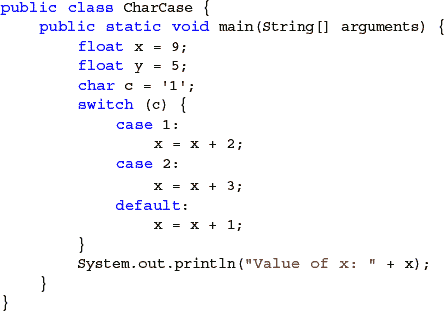 public class CharCase {
    public static void main(String[] arguments) {
        float x = 9;
        float y = 5;
        char c = '1';
        switch (c) {
            case 1:
                x = x + 2;
            case 2:
                x = x + 3;
            default:
                x = x + 1;
        }
        System.out.println("Value of x: " + x);
    }
}